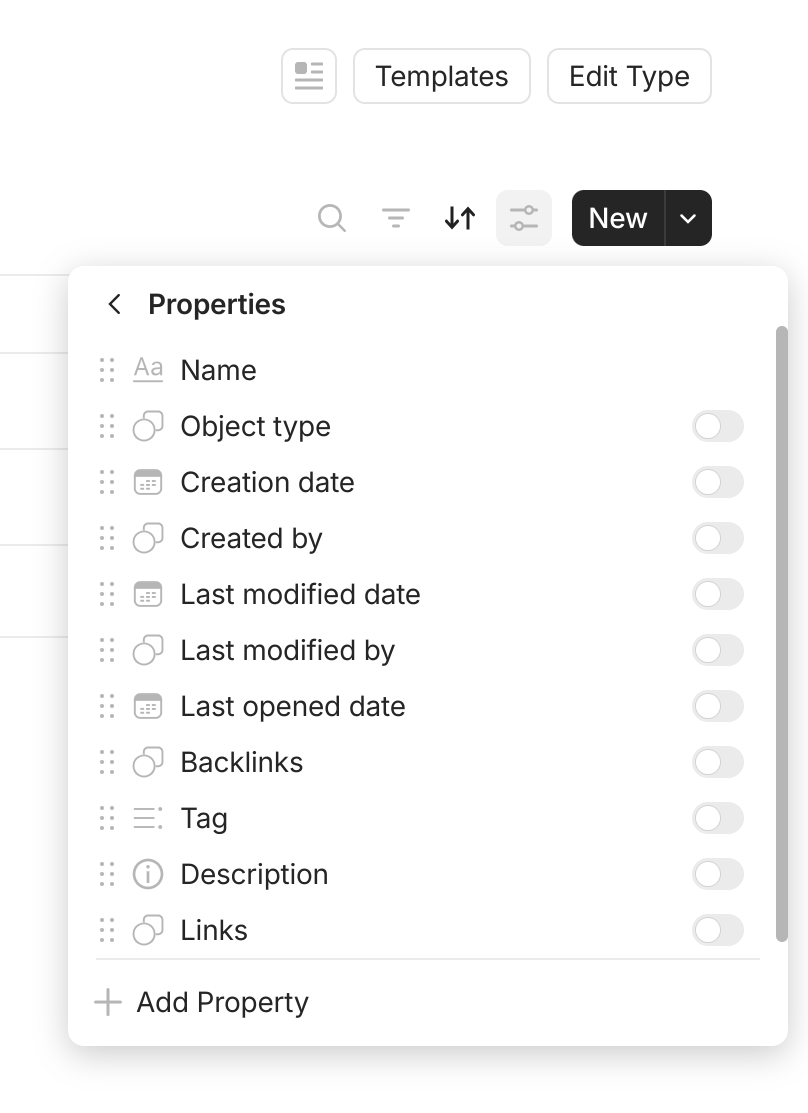 Templates
Edit Type
New
Properties
Aa Name
Object type
Creation date
Created by
Last modified date
Last modified by
Last opened date
Backlinks
Tag
Description
Links
Add Property